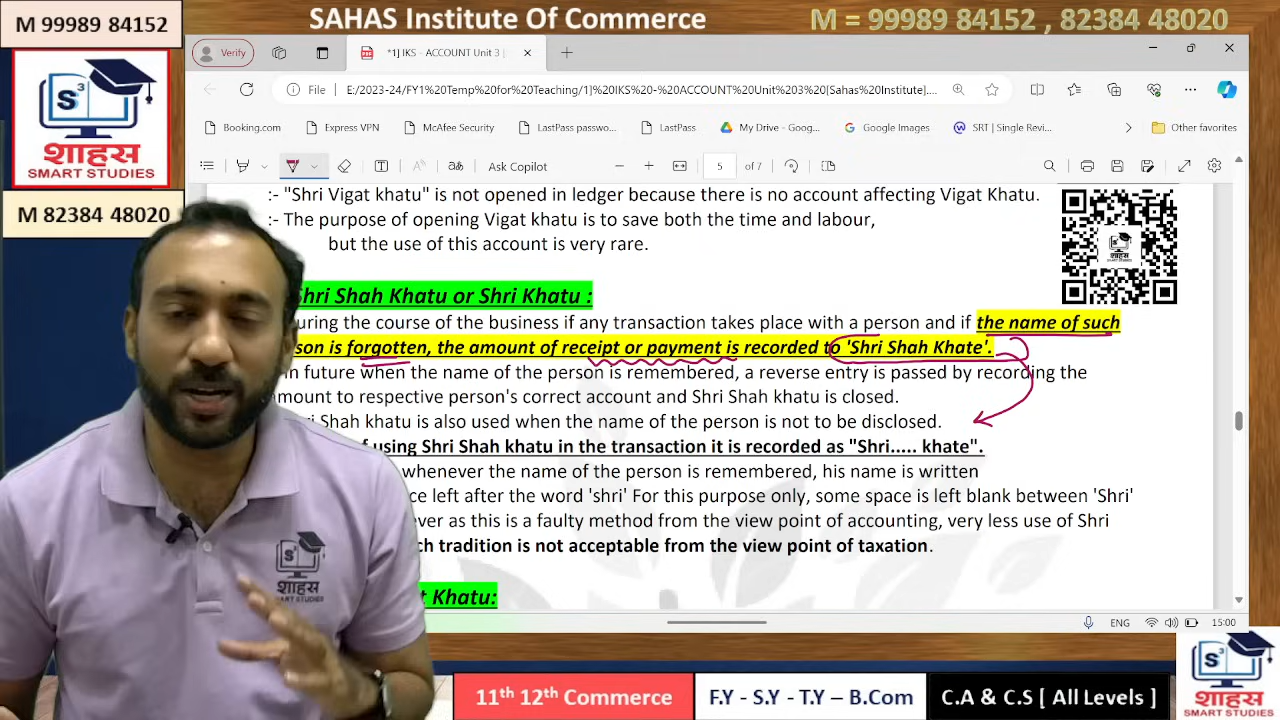 M 99989 84152
SAHAS Institute Of Commerce
M = 99989 84152 , 82384 48020
S³
शाहस
SMART STUDIES
M 82384 48020
Verify
*1] IKS - ACCOUNT Unit 3
File
E:/2023-24/FY1%20Temp%20for%20Teaching/1]%20IKS%20-%20ACCOUNT%20Unit%203%20[Sahas%20Institute]....
Booking.com
ExpressVPN
McAfee Security
LastPass passwo...
LastPass
My Drive - Goog...
Google Images
SRT | Single Revi...
Other favorites
Ask Copilot
5 of 7
:- "Shri Vigat khatu" is not opened in ledger because there is no account affecting Vigat Khatu.
:- The purpose of opening Vigat khatu is to save both the time and labour,
but the use of this account is very rare.
Shri Shah Khatu or Shri Khatu :
the course of the business if any transaction takes place with a person and if the name of such
is forgotten, the amount of receipt or payment is recorded to 'Shri Shah Khate'.
in future when the name of the person is remembered, a reverse entry is passed by recording the
amount to respective person's correct account and Shri Shah khatu is closed.
Shah khatu is also used when the name of the person is not to be disclosed.
using Shri Shah khatu in the transaction it is recorded as "Shri..... khate".
whenever the name of the person is remembered, his name is written
left after the word 'shri' For this purpose only, some space is left blank between 'Shri'
as this is a faulty method from the view point of accounting, very less use of Shri
tradition is not acceptable from the view point of taxation.
Khatu:
शाहस
S³
शाहस
SMART STUDIES
ENG
15:00
11th 12th Commerce
F.Y - S.Y - T.Y – B.Com
C.A & C.S [ All Levels ]
S³
शाहस
SMART STUDIES